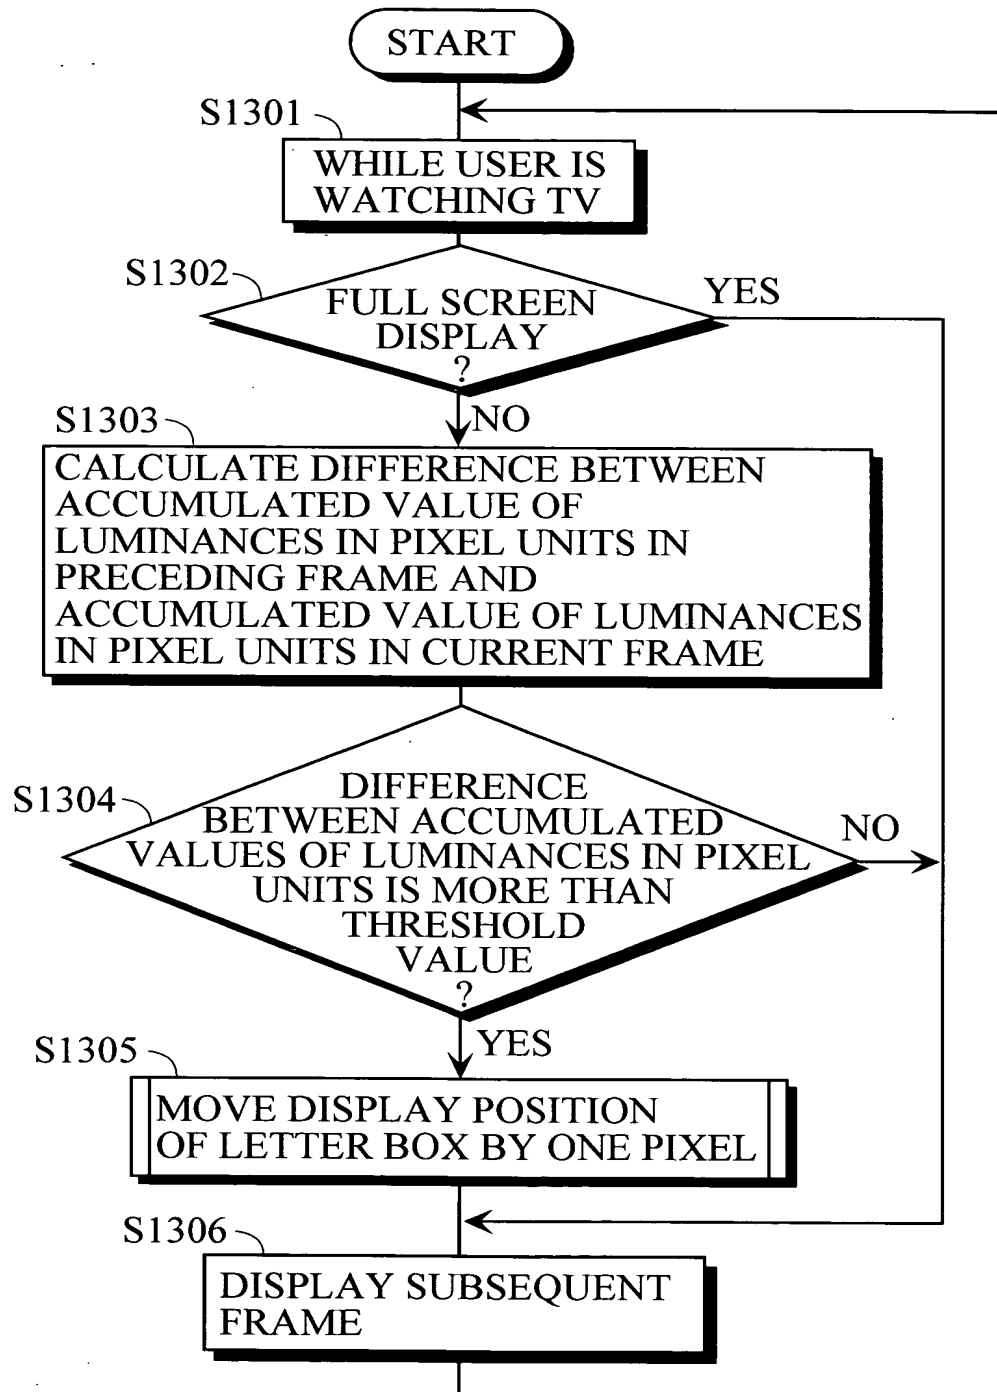 START
S1301
WHILE USER IS
WATCHING TV
S1302
FULL SCREEN
DISPLAY
?
YES
NO
S1303
CALCULATE DIFFERENCE BETWEEN
ACCUMULATED VALUE OF
LUMINANCES IN PIXEL UNITS IN
PRECEDING FRAME AND
ACCUMULATED VALUE OF LUMINANCES
IN PIXEL UNITS IN CURRENT FRAME
S1304
DIFFERENCE
BETWEEN ACCUMULATED
VALUES OF LUMINANCES IN PIXEL
UNITS IS MORE THAN
THRESHOLD
VALUE
?
NO
YES
S1305
MOVE DISPLAY POSITION
OF LETTER BOX BY ONE PIXEL
S1306
DISPLAY SUBSEQUENT
FRAME